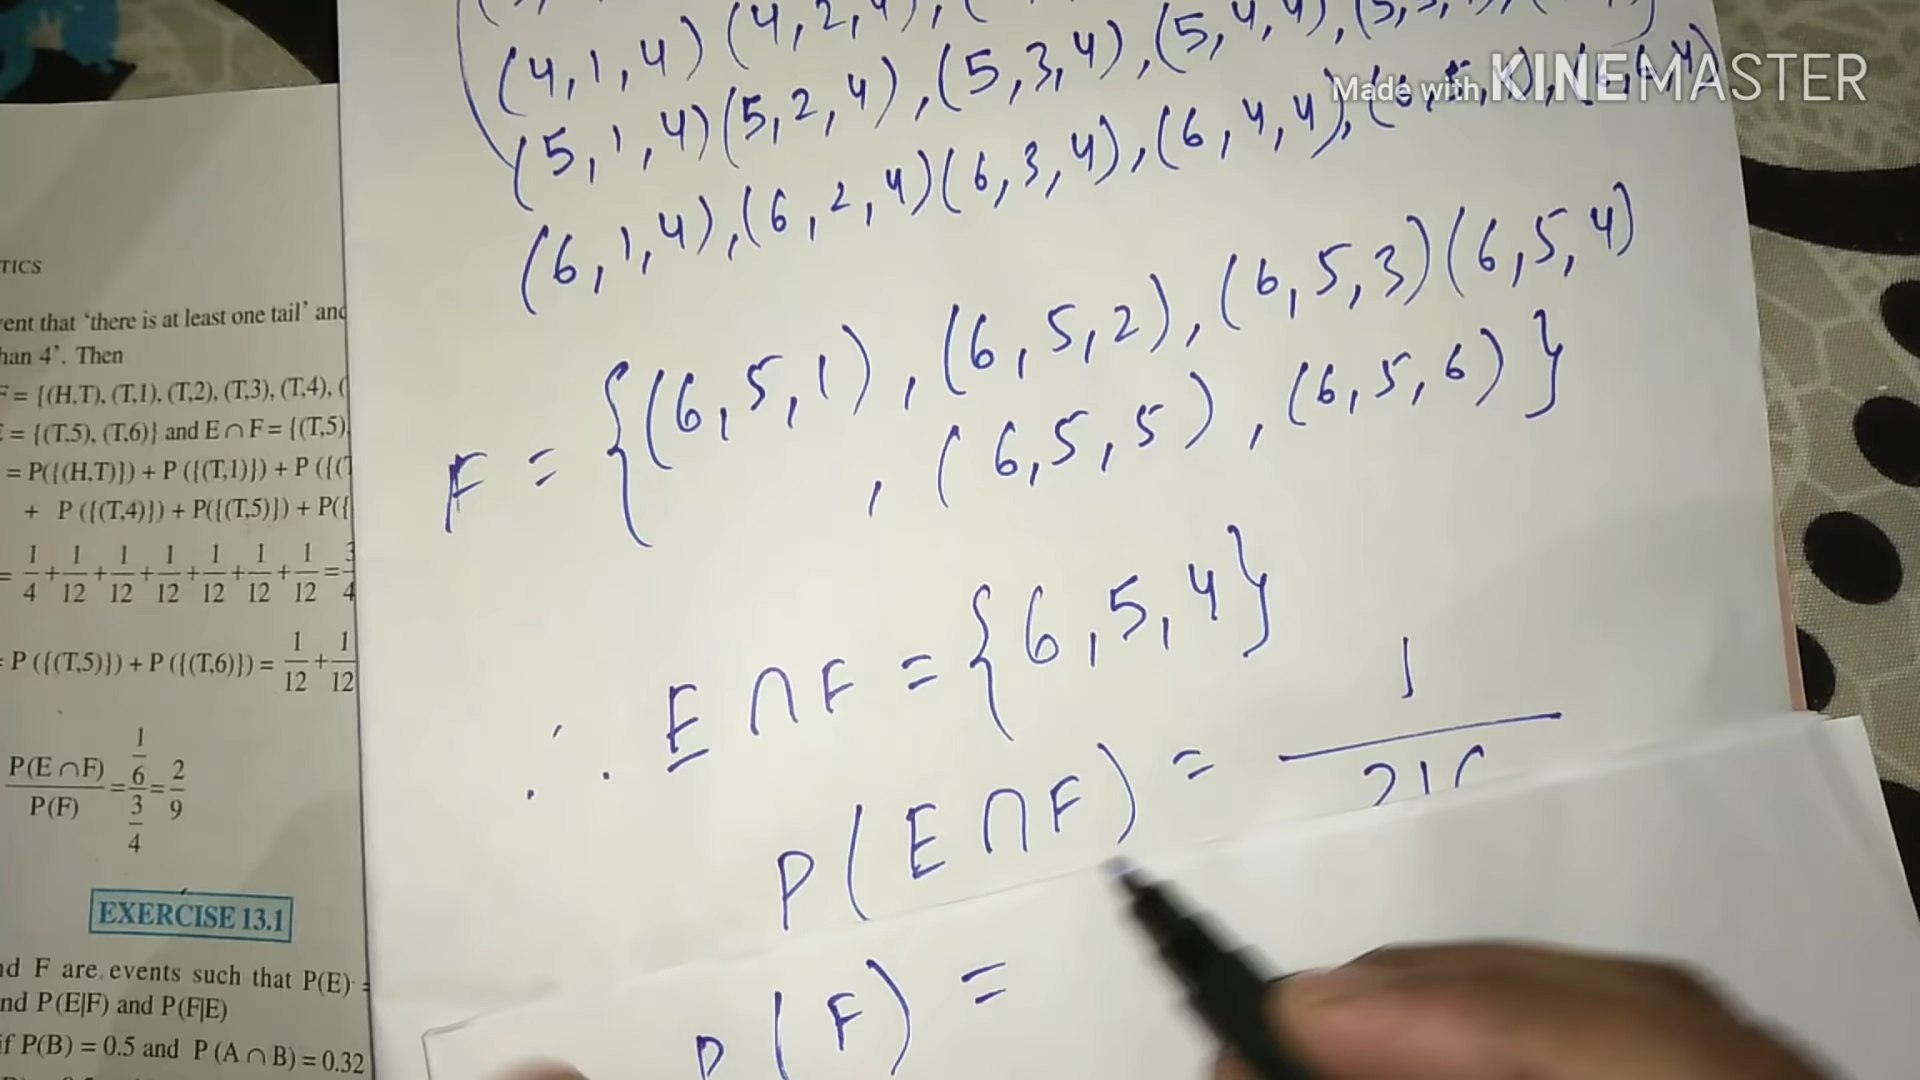 (4,1,4) (4,2,4),
(5,1,4) (5,2,4), (5,3,4), (5,4,4),
(6,1,4), (6,2,4) (6,3,4), (6,4,4),
Made with KINEMASTER
F = {(6,5,1), (6,5,2), (6,5,3) (6,5,4)
, (6,5,5), (6,5,6)}
∴ E ∩ F = {6,5,4}
P(E ∩ F) = 1
P(F) =
TICS
ent that 'there is at least one tail' and
han 4'. Then
F = {(H,T), (T,1), (T,2), (T,3), (T,4), (
= {(T,5), (T,6)} and E ∩ F = {(T,5)
= P({(H,T)}) + P ({(T,1)}) + P ({(
+ P ({(T,4)}) + P({(T,5)}) + P({
= 1/4 + 1/12 + 1/12 + 1/12 + 1/12 + 1/12 + 1/12 = 3/4
P ({(T,5)}) + P ({(T,6)}) = 1/12 + 1/12
P(E ∩ F)/P(F) = (1/6)/(3/4) = 2/9
EXERCISE 13.1
d F are events such that P(E) =
nd P(E|F) and P(F|E)
if P(B) = 0.5 and P (A ∩ B) = 0.32